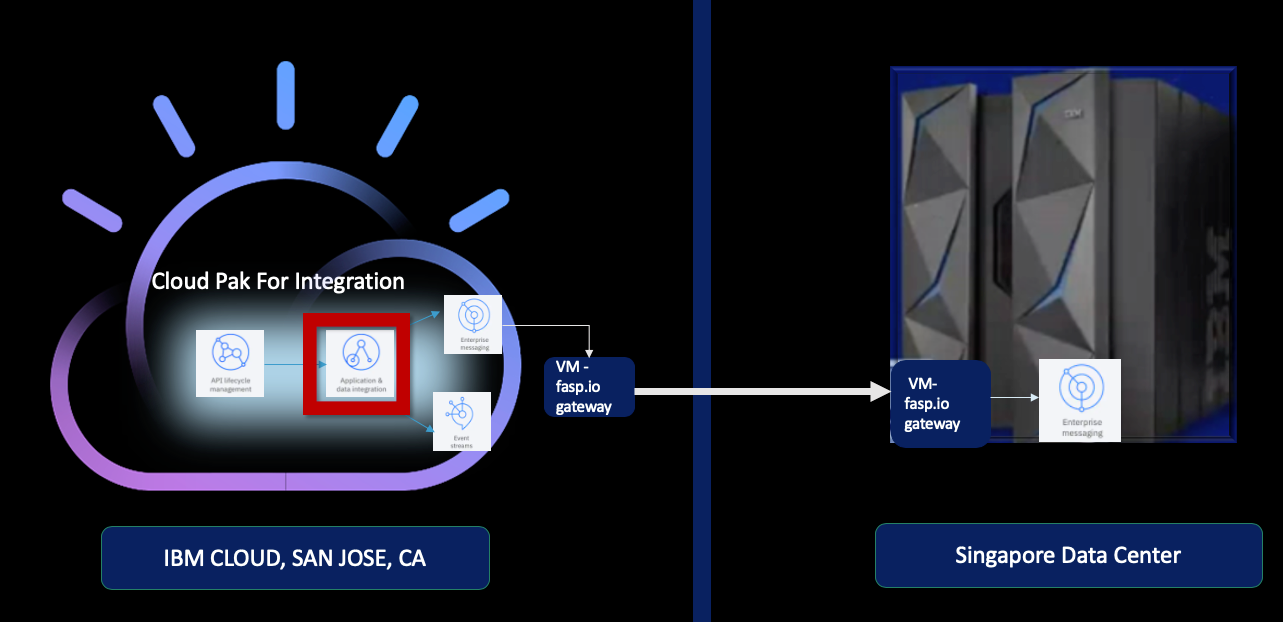 Cloud Pak For Integration
API lifecycle
management
Application &
data integration
Enterprise
messaging
Event
streams
VM -
fasp.io
gateway
IBM CLOUD, SAN JOSE, CA
IBM
IBM
VM-
fasp.io
gateway
Enterprise
messaging
Singapore Data Center